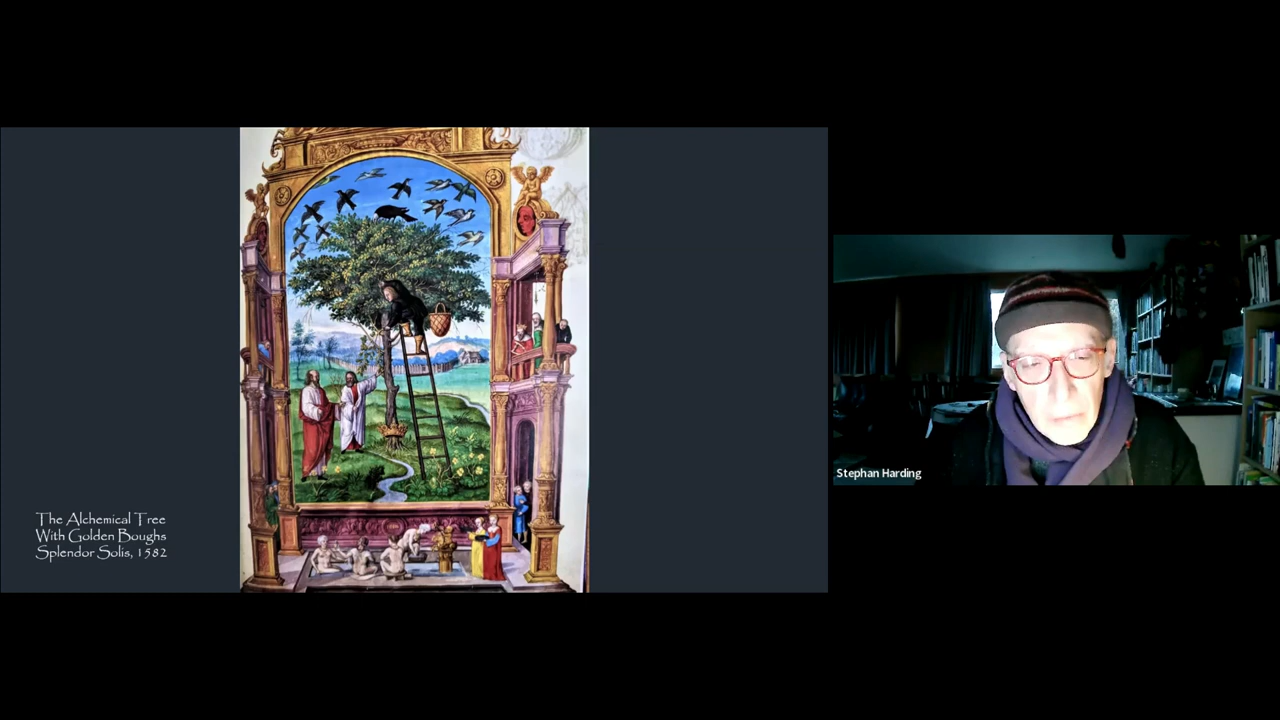 The Alchemical Tree
With Golden Boughs
Splendor Solis, 1582
Stephan Harding